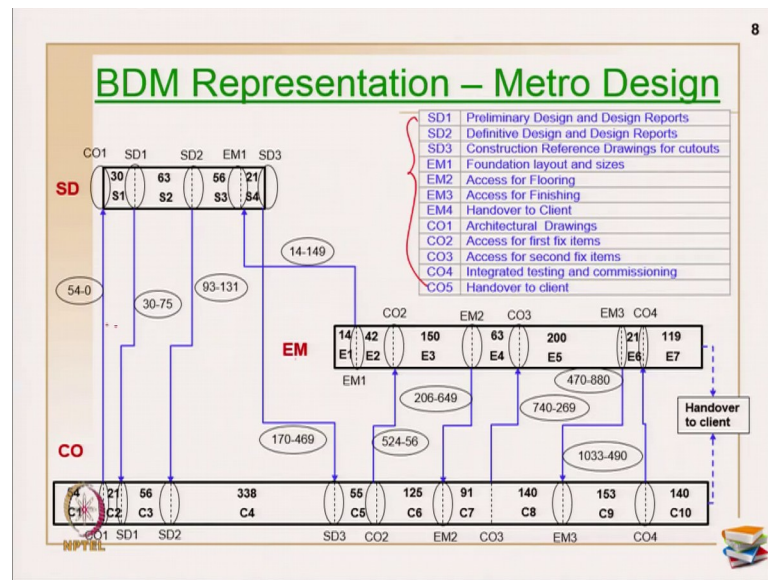 8
BDM Representation – Metro Design
SD1 Preliminary Design and Design Reports
SD2 Definitive Design and Design Reports
SD3 Construction Reference Drawings for cutouts
EM1 Foundation layout and sizes
EM2 Access for Flooring
EM3 Access for Finishing
EM4 Handover to Client
CO1 Architectural Drawings
CO2 Access for first fix items
CO3 Access for second fix items
CO4 Integrated testing and commissioning
CO5 Handover to client
CO1 SD1 SD2 EM1 SD3
SD
30 63 56 21
S1 S2 S3 S4
14-149
54-0
30-75
93-131
CO2 EM2 CO3 EM3 CO4
EM
14 42 150 63 200 21 119
E1 E2 E3 E4 E5 E6 E7
EM1
470-880
206-649
740-269
Handover
to client
170-469
524-56
1033-490
CO
54 21 56 338 55 125 91 140 153 140
C1 C2 C3 C4 C5 C6 C7 C8 C9 C10
CO1 SD1 SD2 SD3 CO2 EM2 CO3 EM3 CO4
NPTEL